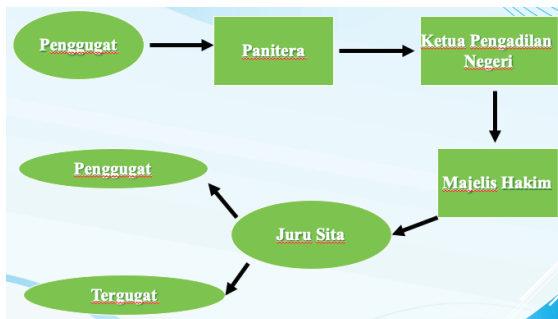 Penggugat
Panitera
Ketua Pengadilan
Negeri
Majelis Hakim
Juru Sita
Penggugat
Tergugat